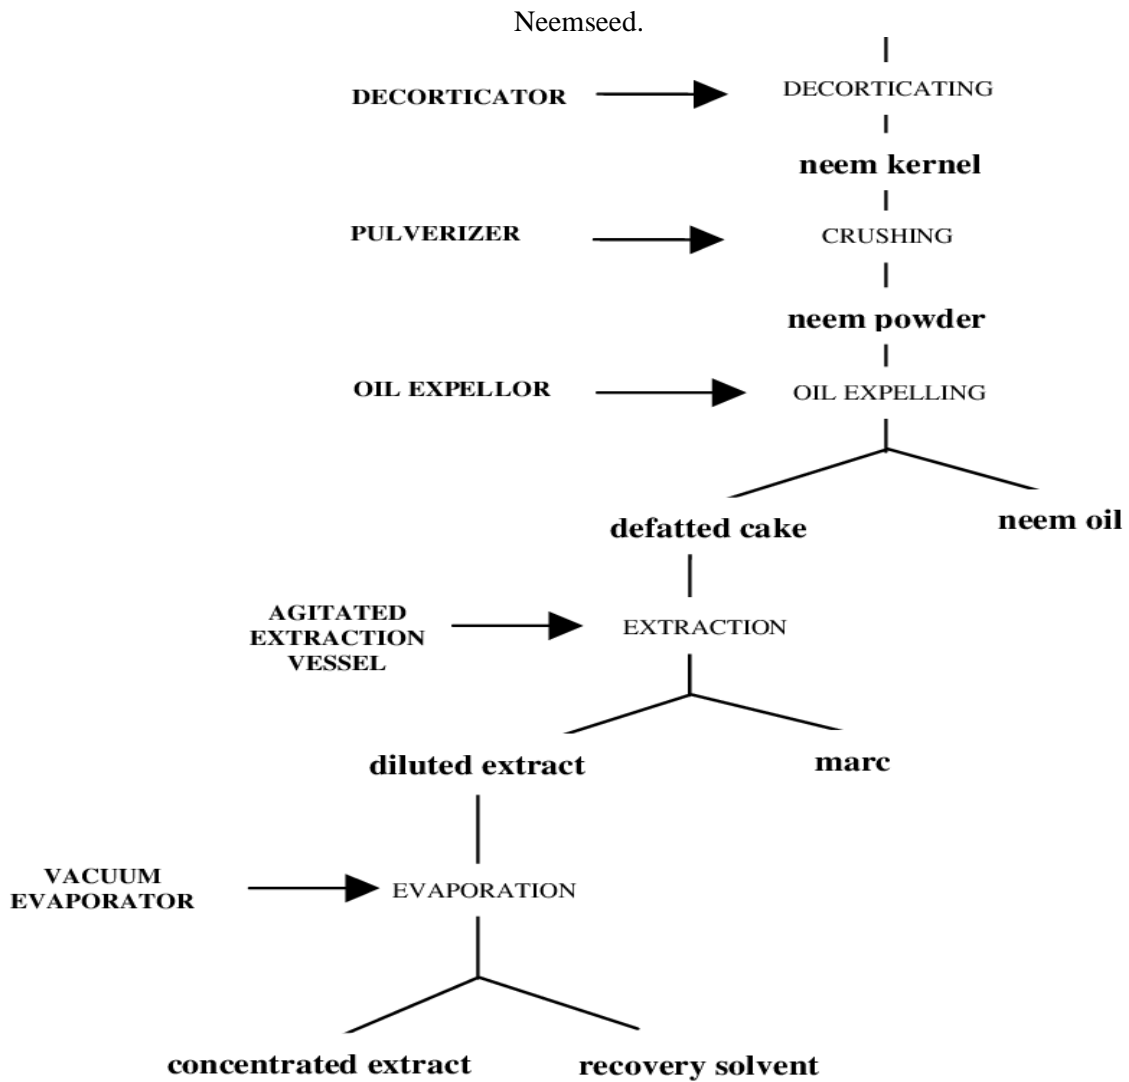 Neemseed.
DECORTICATOR
DECORTICATING
neem kernel
PULVERIZER
CRUSHING
neem powder
OIL EXPELLOR
OIL EXPELLING
defatted cake
neem oil
AGITATED
EXTRACTION
VESSEL
EXTRACTION
diluted extract
marc
VACUUM
EVAPORATOR
EVAPORATION
concentrated extract
recovery solvent